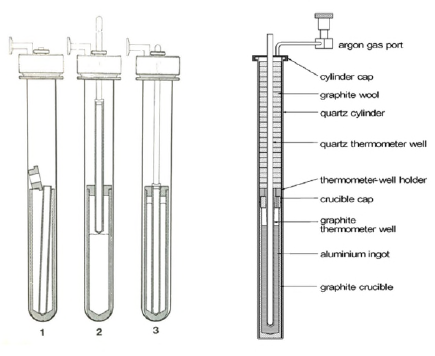 argon gas port
cylinder cap
graphite wool
quartz cylinder
quartz thermometer well
thermometer-well holder
crucible cap
graphite
thermometer well
aluminium ingot
graphite crucible
1
2
3